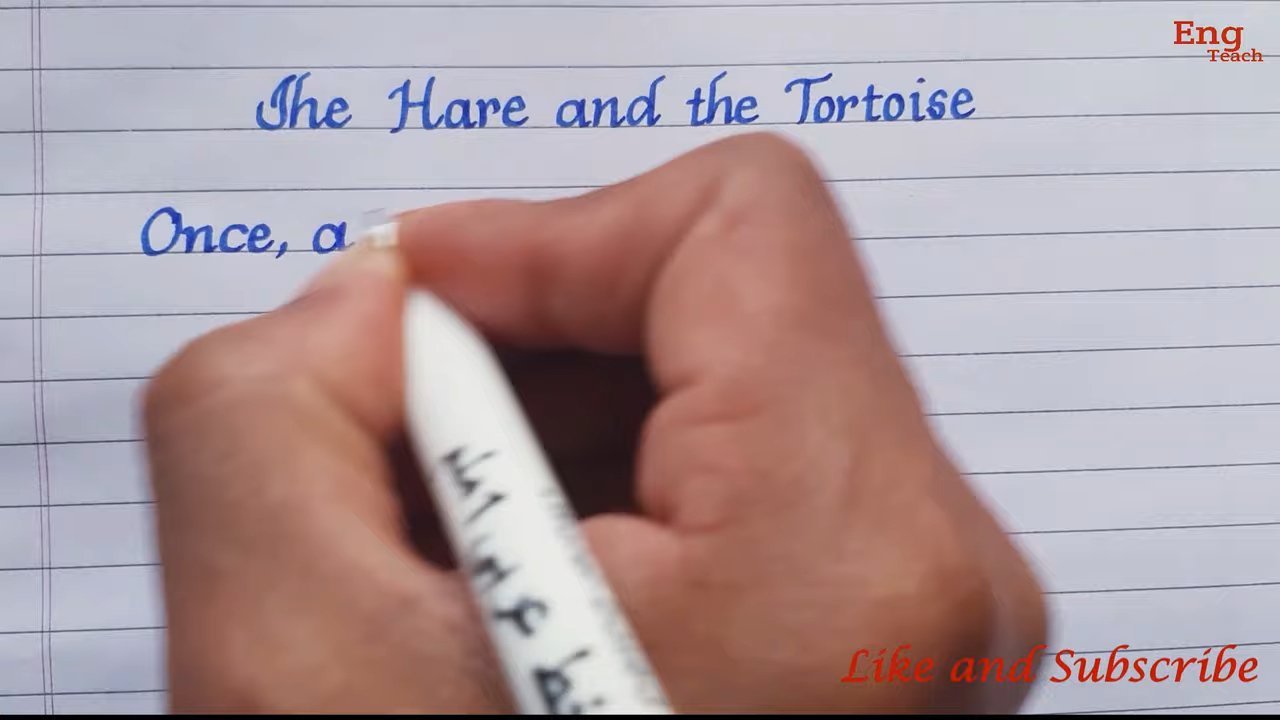 Eng
Teach
The Hare and the Tortoise
Once, a
Like and Subscribe